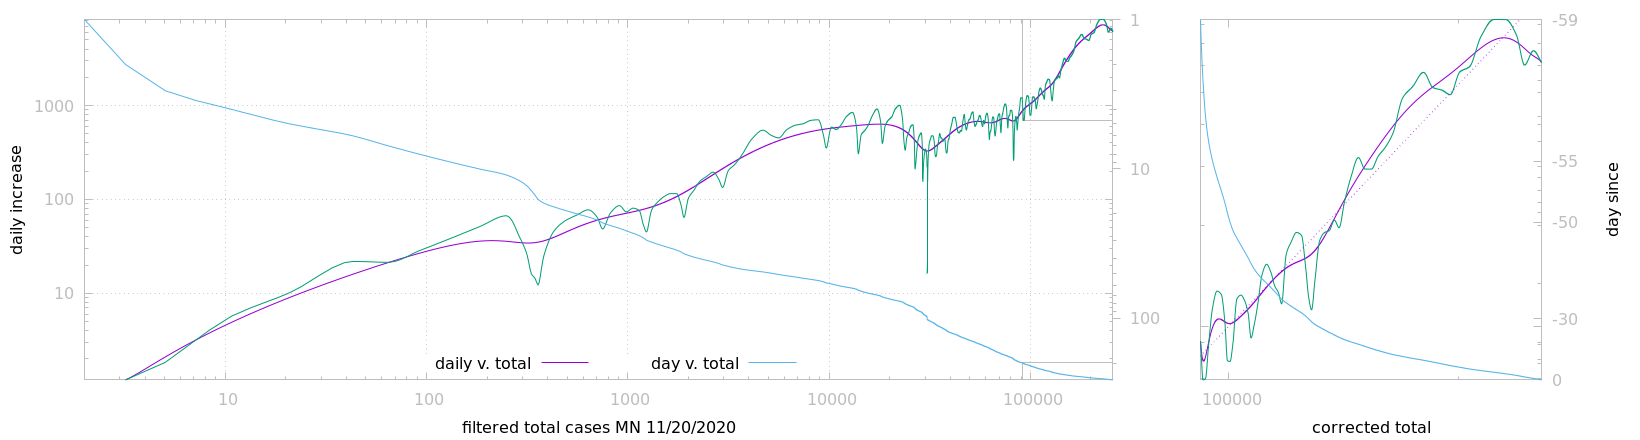 1000
100
10
daily increase
daily v. total
day v. total
10
100
1000
10000
100000
filtered total cases MN 11/20/2020
1
10
100
100000
corrected total
-59
-55
-50
-30
0
day since